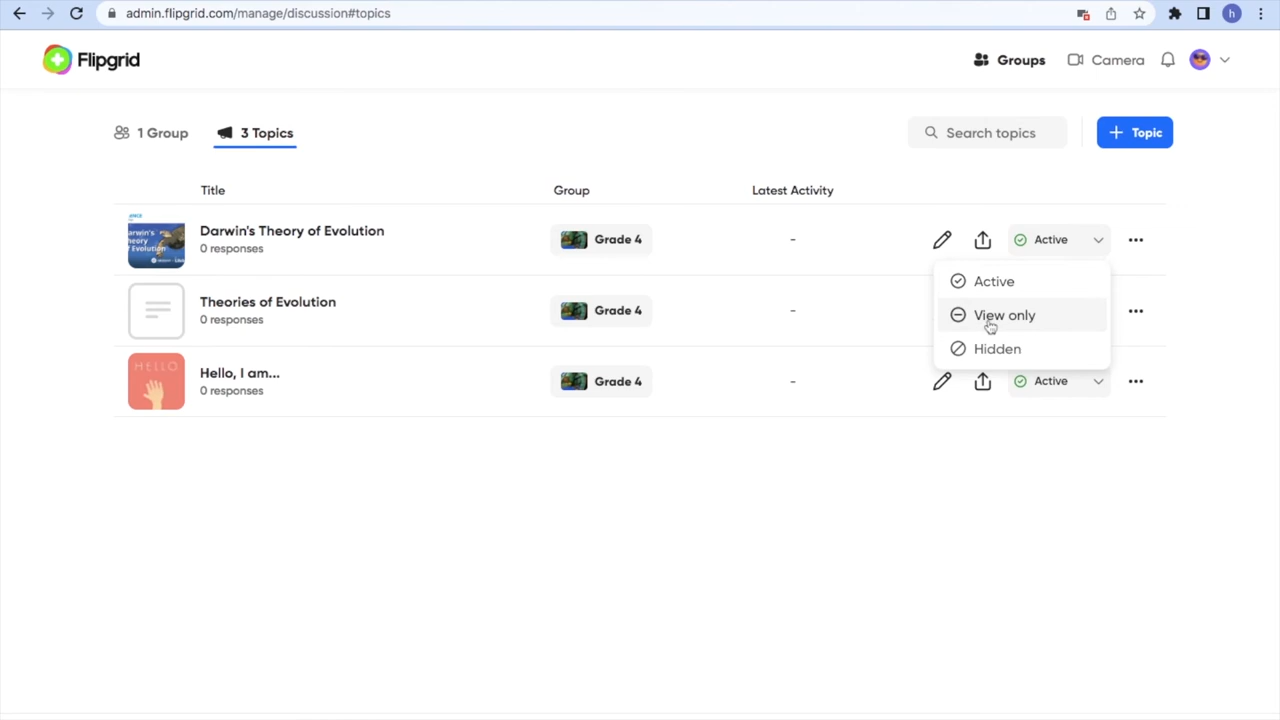 admin.flipgrid.com/manage/discussion#topics
h
Flipgrid
Groups
Camera
1 Group
3 Topics
Search topics
Topic
Title
Group
Latest Activity
Darwin's Theory of Evolution
0 responses
Grade 4
-
Active
Active
View only
Hidden
Theories of Evolution
0 responses
Grade 4
-
HELLO
Hello, I am...
0 responses
Grade 4
-
Active